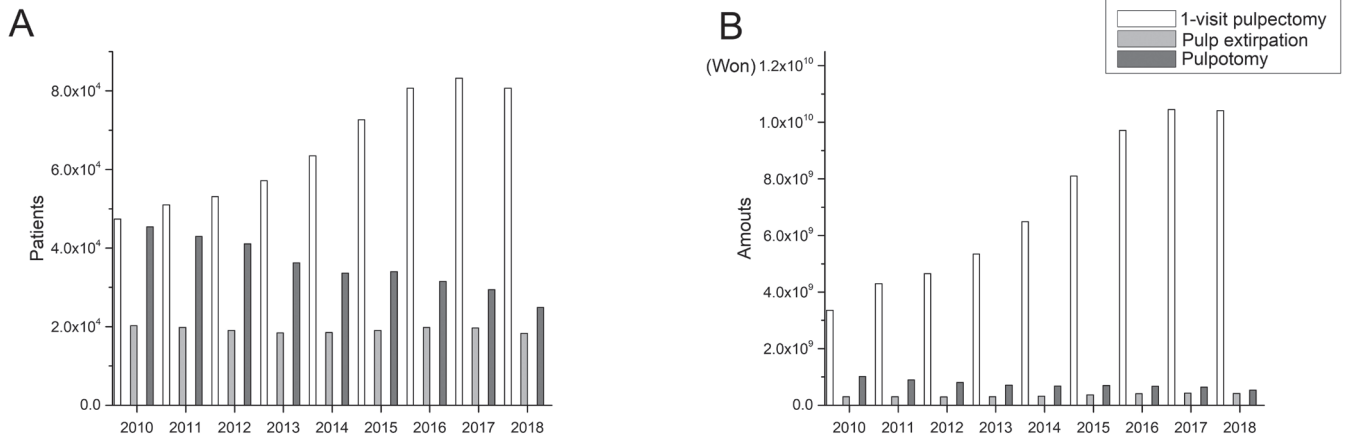 A
Patients
8.0x10⁴
6.0x10⁴
4.0x10⁴
2.0x10⁴
0.0
2010 2011 2012 2013 2014 2015 2016 2017 2018
B
1-visit pulpectomy
Pulp extirpation
Pulpotomy
(Won)
Amouts
1.2x10¹⁰
1.0x10¹⁰
8.0x10⁹
6.0x10⁹
4.0x10⁹
2.0x10⁹
0.0
2010 2011 2012 2013 2014 2015 2016 2017 2018